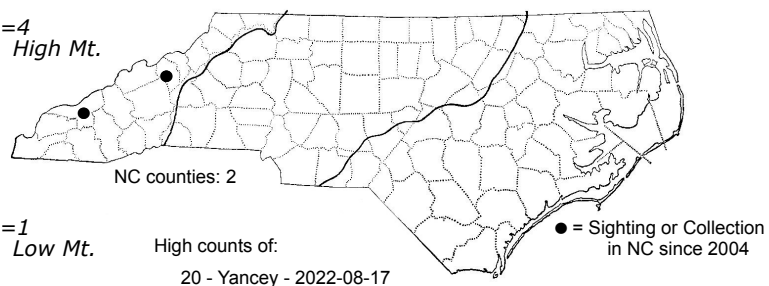 =4
High Mt.
NC counties: 2
=1
Low Mt.
High counts of:
20 - Yancey - 2022-08-17
● = Sighting or Collection
in NC since 2004